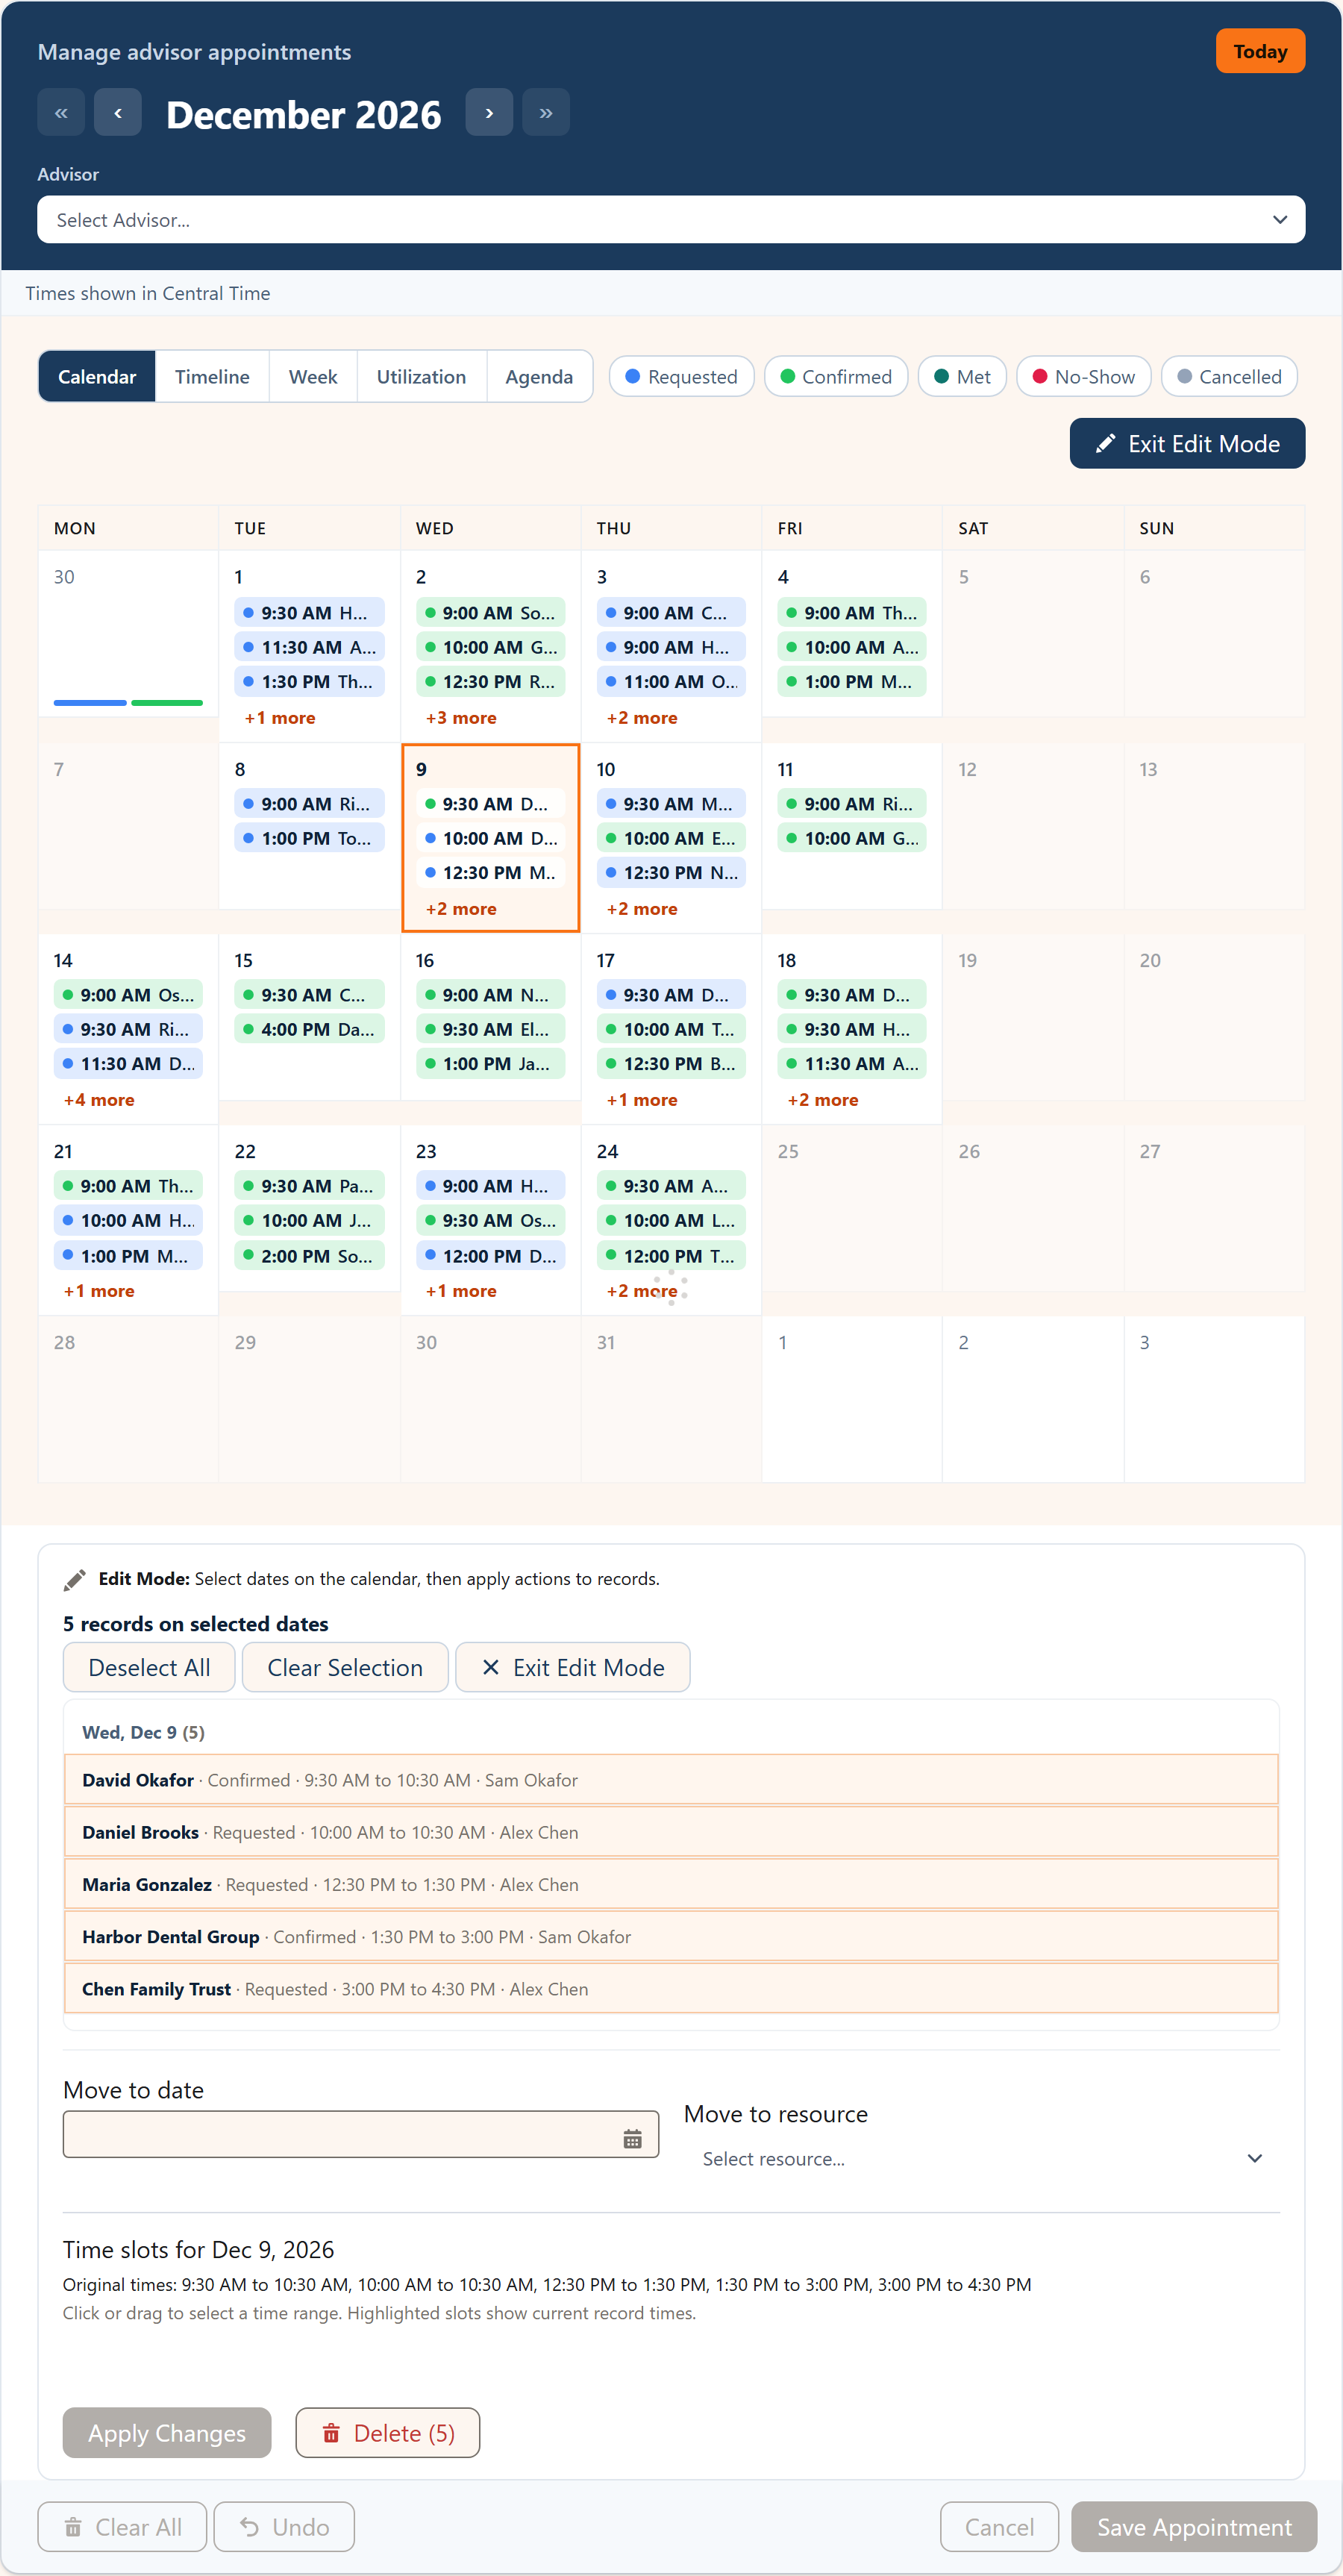 Manage advisor appointments
Today
« ‹ December 2026 › »
Advisor
Select Advisor...
Times shown in Central Time
Calendar Timeline Week Utilization Agenda Requested Confirmed Met No-Show Cancelled
Exit Edit Mode
MON TUE WED THU FRI SAT SUN
30 1 2 3 4 5 6
9:30 AM H... 9:00 AM So... 9:00 AM C... 9:00 AM Th...
11:30 AM A... 10:00 AM G... 9:00 AM H... 10:00 AM A...
1:30 PM Th... 12:30 PM R... 11:00 AM O... 1:00 PM M...
+1 more +3 more +2 more
7 8 9 10 11 12 13
9:00 AM Ri... 9:30 AM D... 9:30 AM M... 9:00 AM Ri...
1:00 PM To... 10:00 AM D... 10:00 AM E... 10:00 AM G...
12:30 PM M... 12:30 PM N...
+2 more +2 more
14 15 16 17 18 19 20
9:00 AM Os... 9:30 AM C... 9:00 AM N... 9:30 AM D... 9:30 AM D...
9:30 AM Ri... 4:00 PM Da... 9:30 AM El... 10:00 AM T... 9:30 AM H...
11:30 AM D... 1:00 PM Ja... 12:30 PM B... 11:30 AM A...
+4 more +1 more +2 more
21 22 23 24 25 26 27
9:00 AM Th... 9:30 AM Pa... 9:00 AM H... 9:30 AM A...
10:00 AM H... 10:00 AM J... 9:30 AM Os... 10:00 AM L...
1:00 PM M... 2:00 PM So... 12:00 PM D... 12:00 PM T...
+1 more +1 more +2 more
28 29 30 31 1 2 3
Edit Mode: Select dates on the calendar, then apply actions to records.
5 records on selected dates
Deselect All Clear Selection Exit Edit Mode
Wed, Dec 9 (5)
David Okafor · Confirmed · 9:30 AM to 10:30 AM · Sam Okafor
Daniel Brooks · Requested · 10:00 AM to 10:30 AM · Alex Chen
Maria Gonzalez · Requested · 12:30 PM to 1:30 PM · Alex Chen
Harbor Dental Group · Confirmed · 1:30 PM to 3:00 PM · Sam Okafor
Chen Family Trust · Requested · 3:00 PM to 4:30 PM · Alex Chen
Move to date
Move to resource
Select resource...
Time slots for Dec 9, 2026
Original times: 9:30 AM to 10:30 AM, 10:00 AM to 10:30 AM, 12:30 PM to 1:30 PM, 1:30 PM to 3:00 PM, 3:00 PM to 4:30 PM
Click or drag to select a time range. Highlighted slots show current record times.
Apply Changes Delete (5)
Clear All Undo Cancel Save Appointment